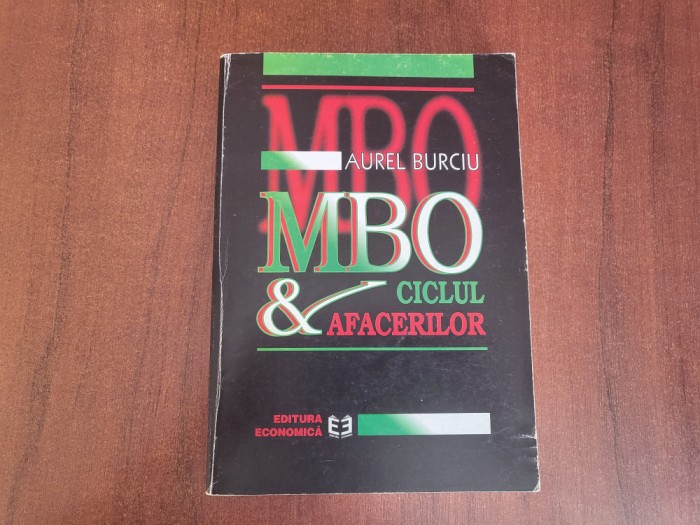 MBO
AUREL BURCIU
MBO
& CICLUL
AFACERILOR
EDITURA
ECONOMICĂ